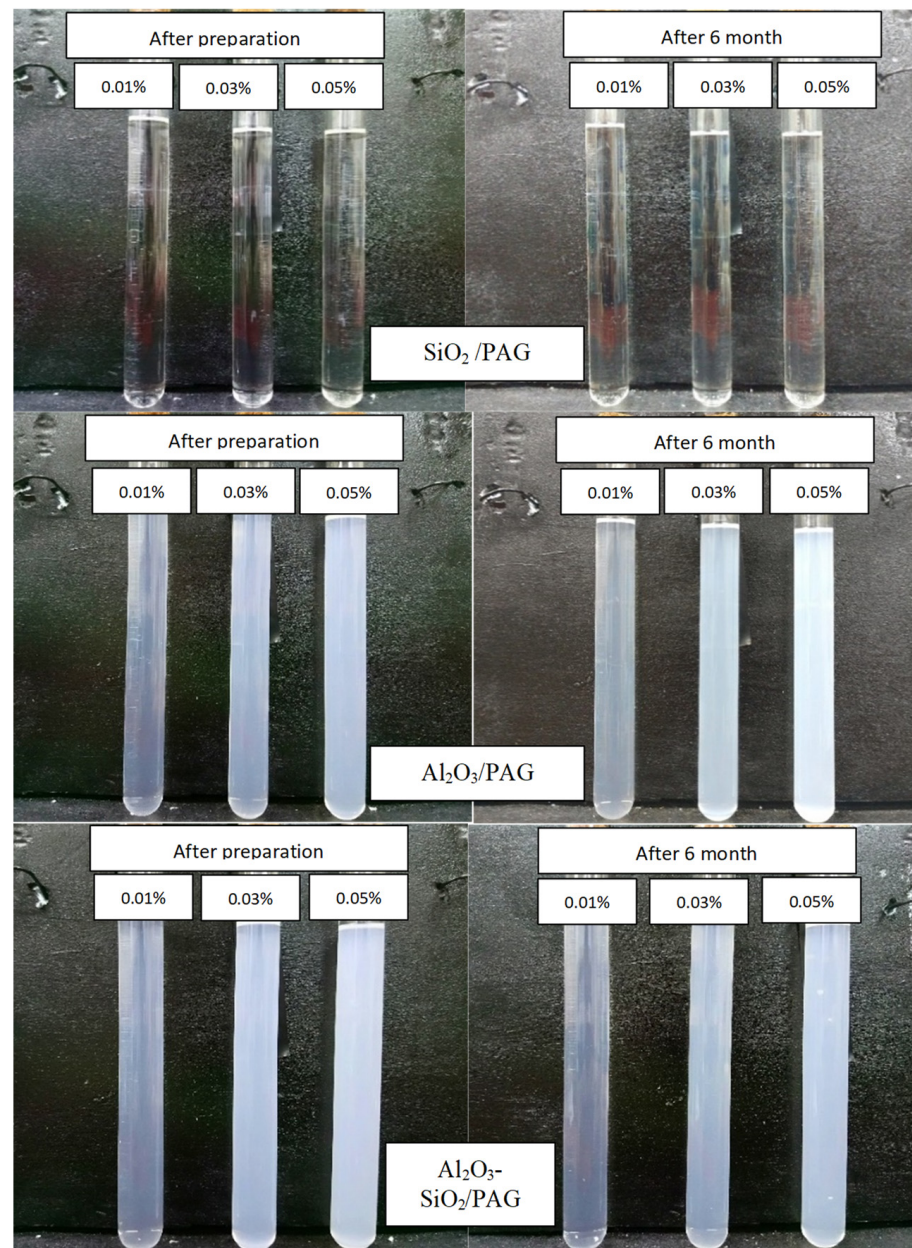 After preparation
0.01% 0.03% 0.05%
After 6 month
0.01% 0.03% 0.05%
SiO₂ /PAG
After preparation
0.01% 0.03% 0.05%
After 6 month
0.01% 0.03% 0.05%
Al₂O₃/PAG
After preparation
0.01% 0.03% 0.05%
After 6 month
0.01% 0.03% 0.05%
Al₂O₃-
SiO₂/PAG